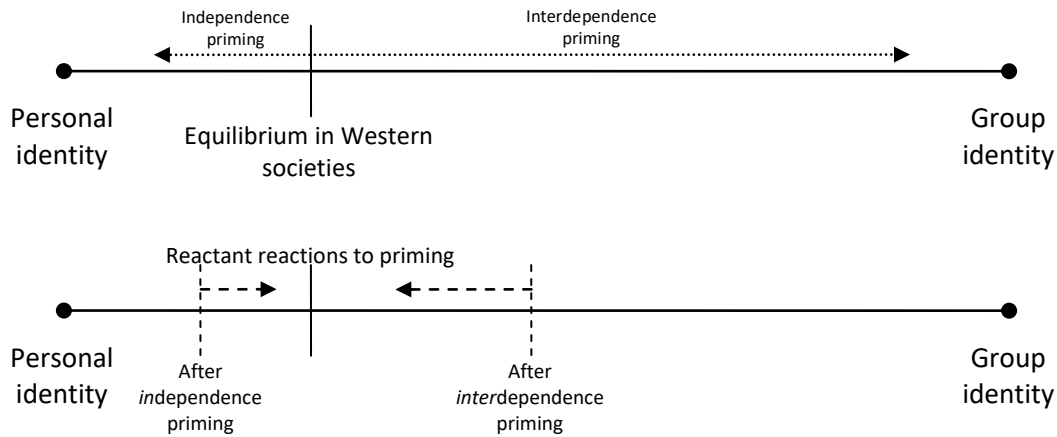 Independence
priming
Interdependence
priming
Personal
identity
Equilibrium in Western
societies
Group
identity
Reactant reactions to priming
Personal
identity
After
independence
priming
After
interdependence
priming
Group
identity